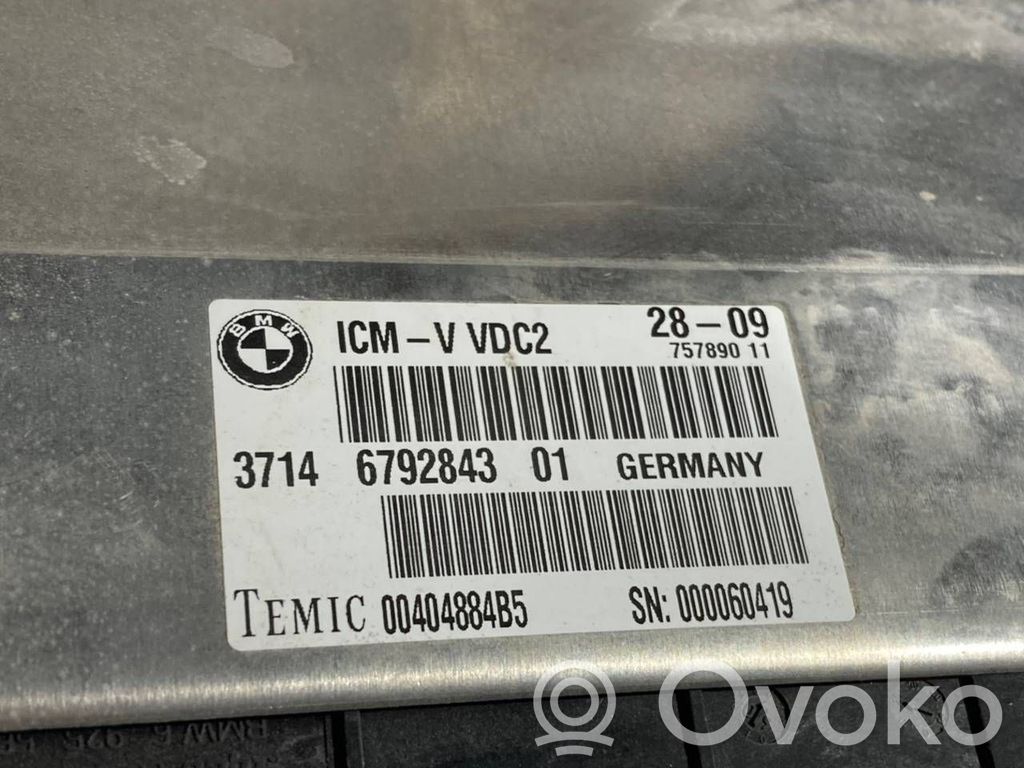 BMW
ICM-V VDC2
28-09
757890 11
3714 6792843 01 GERMANY
TEMIC 00404884B5 SN: 000060419
Ovoko